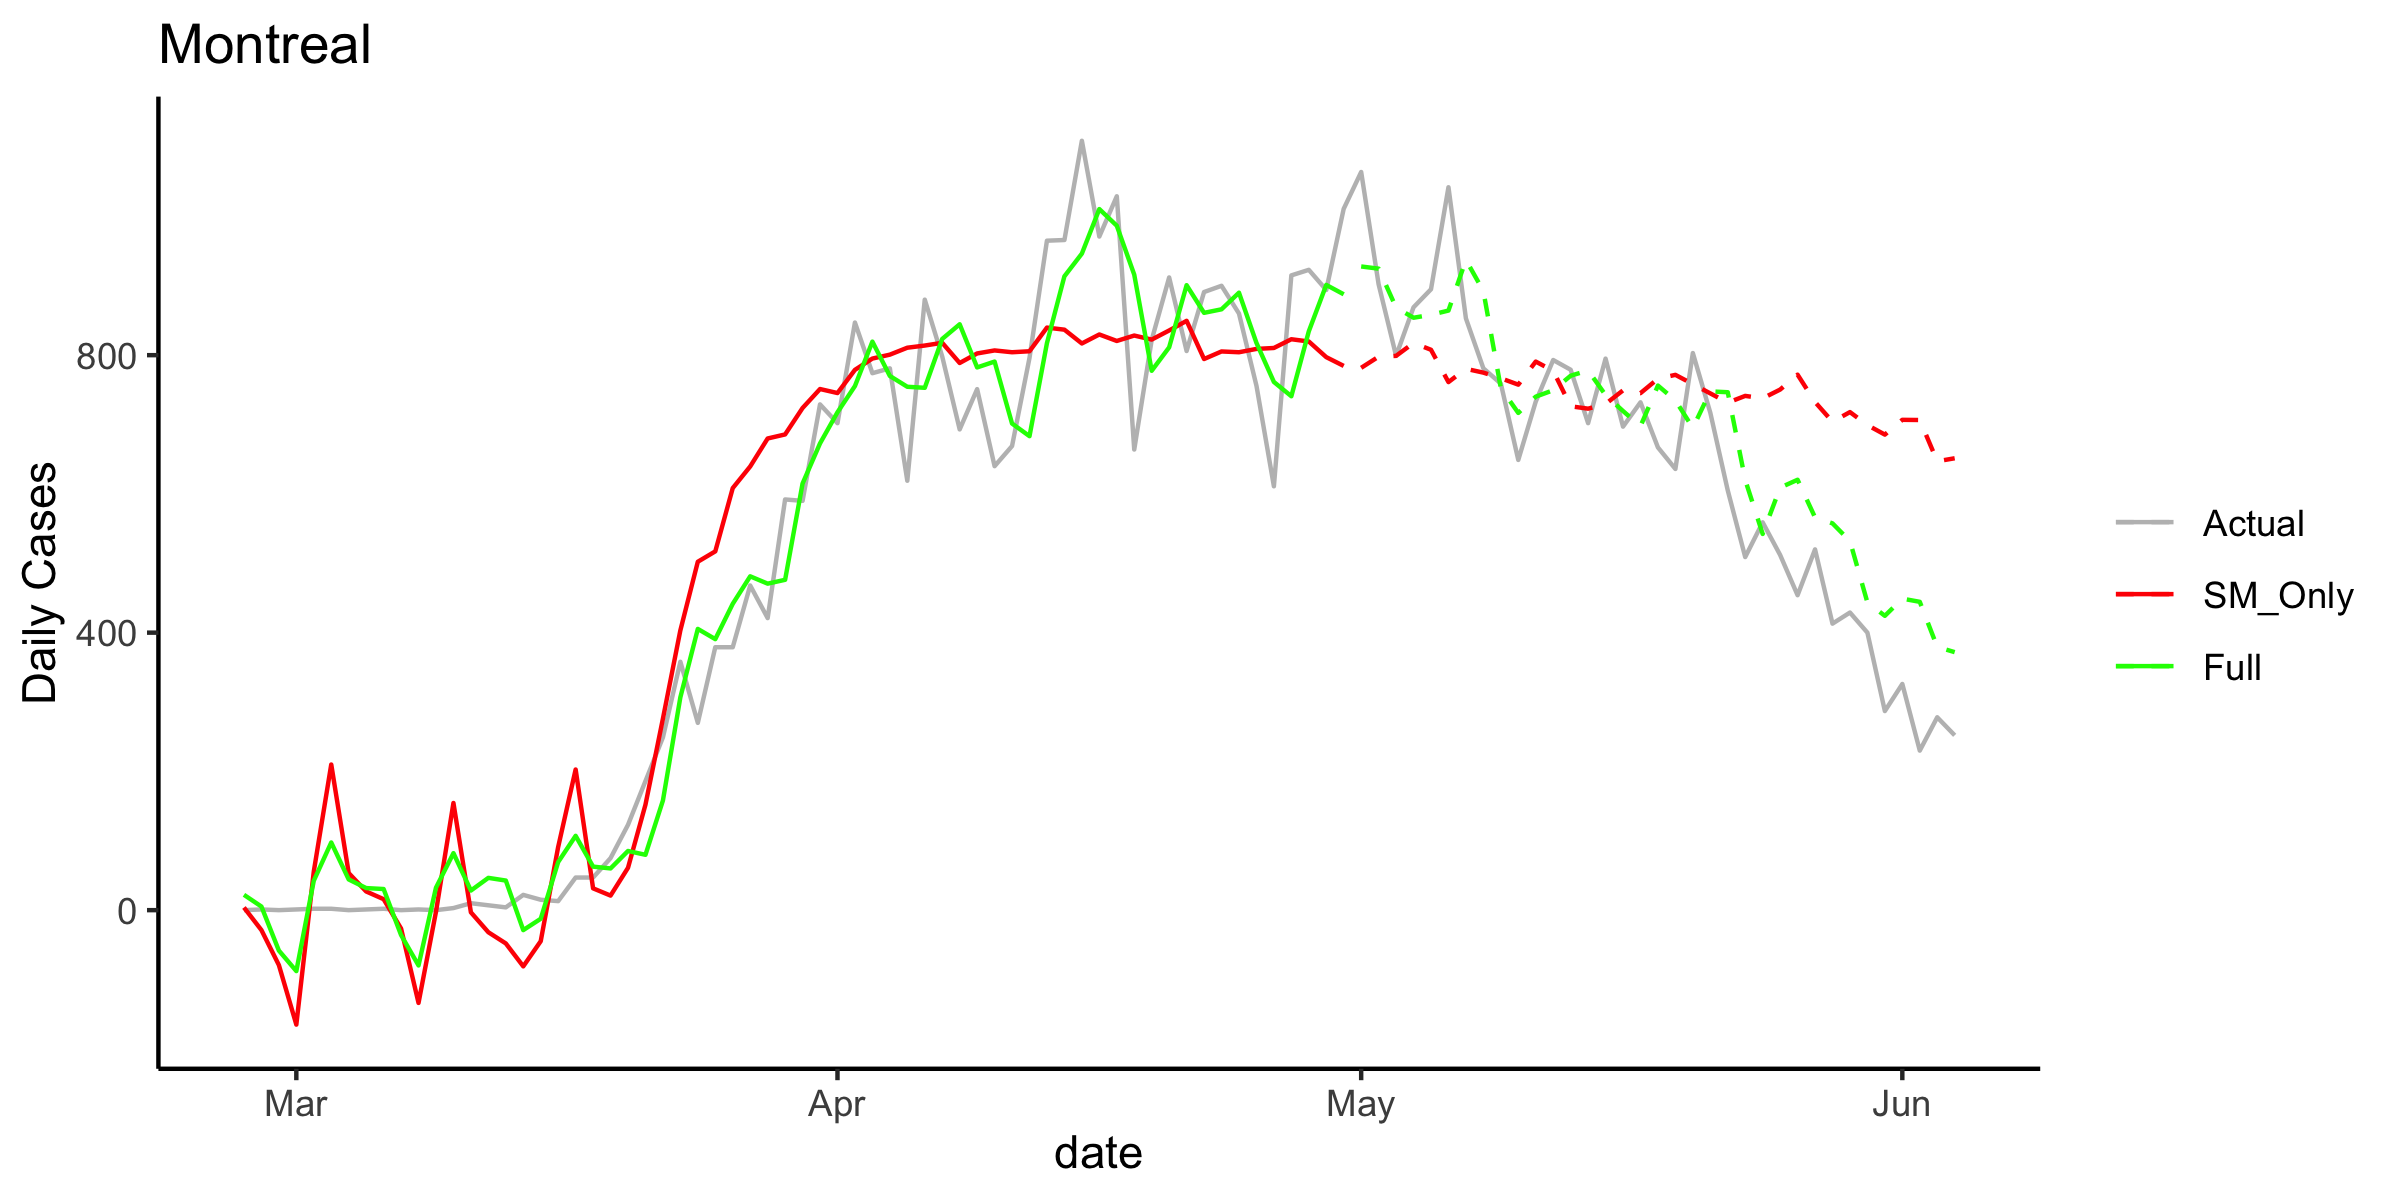 Montreal
Daily Cases
800
400
0
Mar
Apr
May
Jun
date
Actual
SM_Only
Full